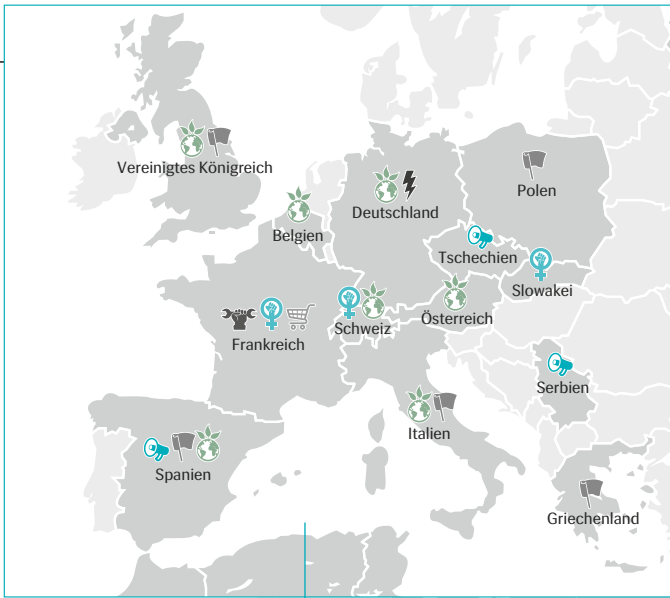 Vereinigtes Königreich
Polen
Deutschland
Belgien
Tschechien
Slowakei
Österreich
Schweiz
Frankreich
Serbien
Italien
Spanien
Griechenland